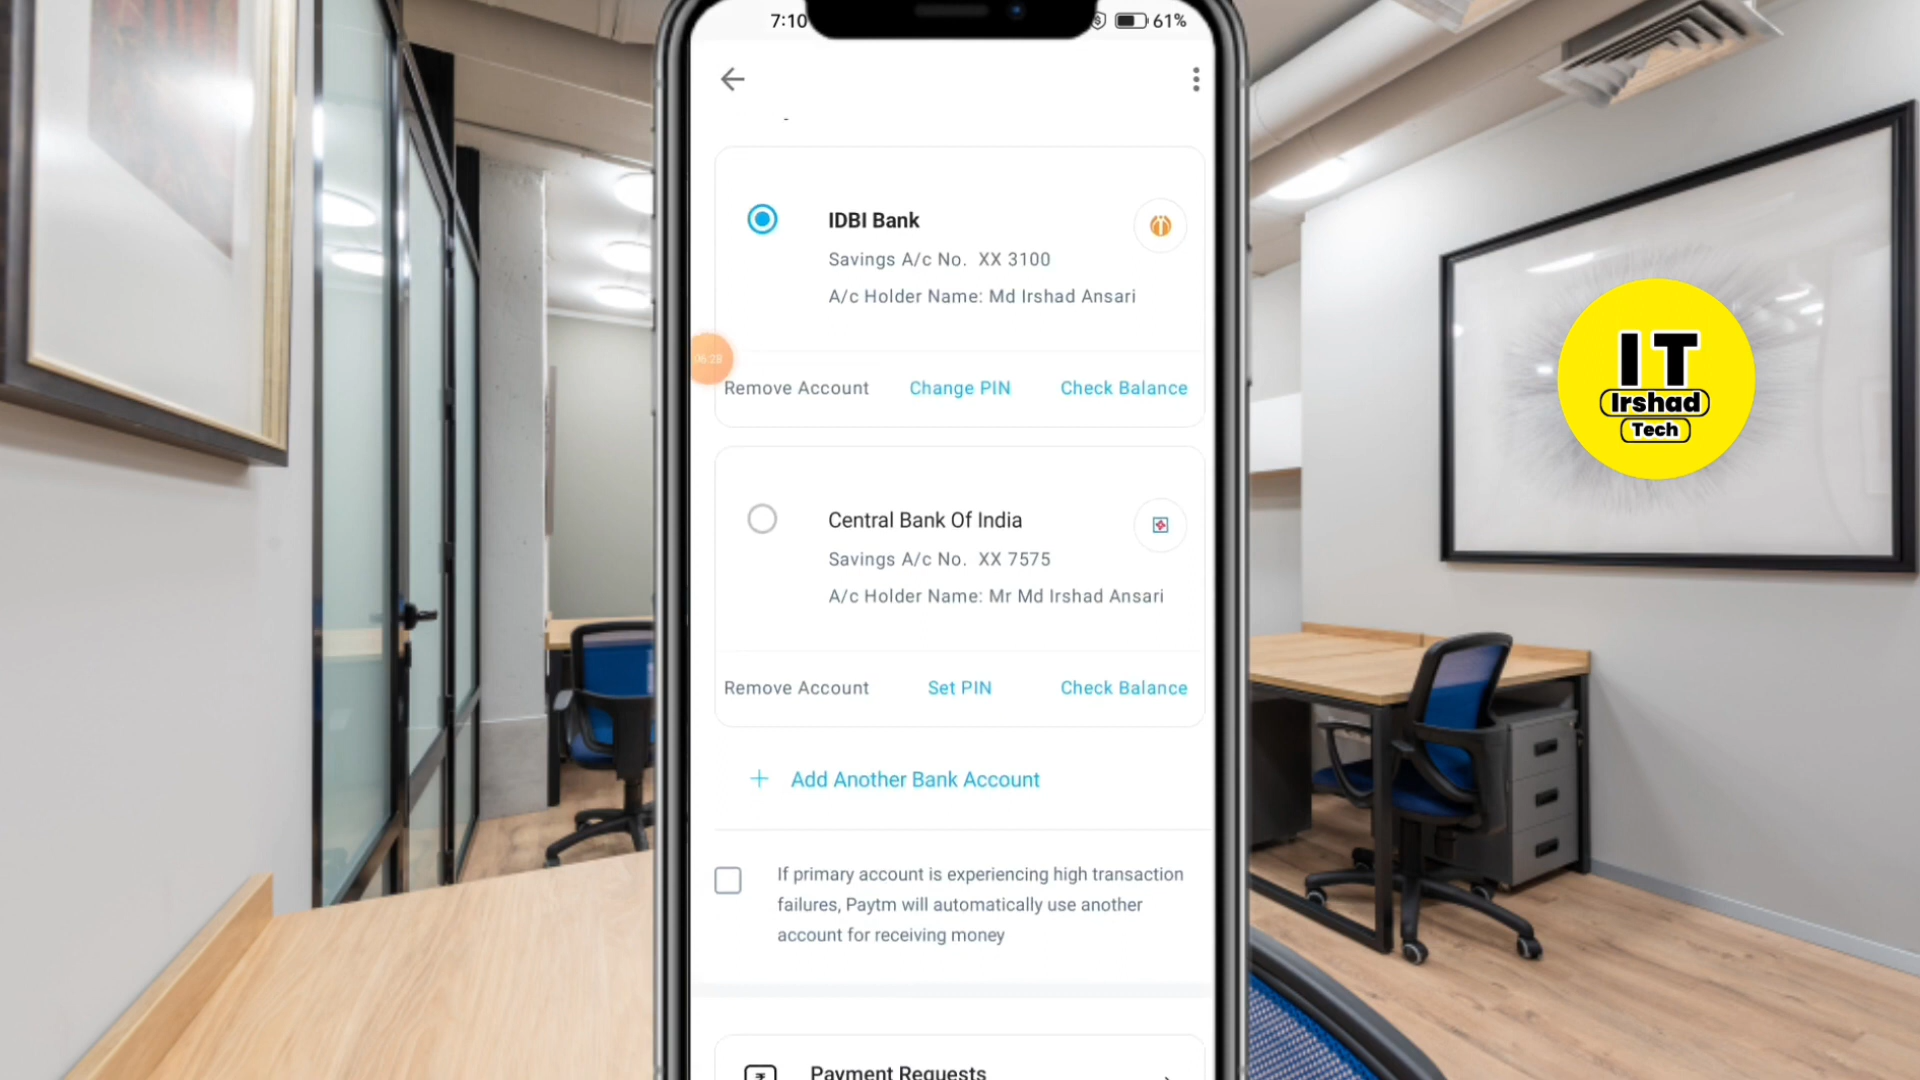 7:10
61%
IDBI Bank
Savings A/c No. XX 3100
A/c Holder Name: Md Irshad Ansari
06:28
Remove Account Change PIN Check Balance
Central Bank Of India
Savings A/c No. XX 7575
A/c Holder Name: Mr Md Irshad Ansari
Remove Account Set PIN Check Balance
+ Add Another Bank Account
If primary account is experiencing high transaction
failures, Paytm will automatically use another
account for receiving money
Payment Requests
IT
Irshad
Tech